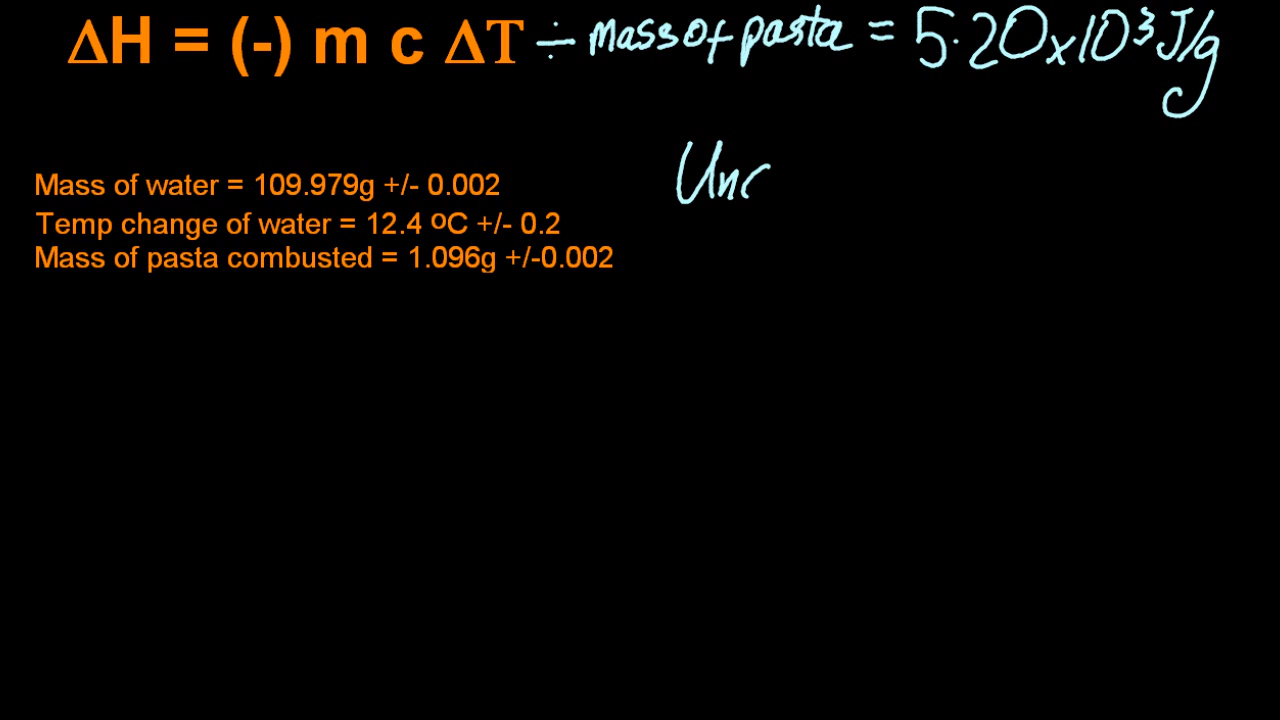 ΔH = (-) m c ΔT ÷ mass of pasta = 5.20x10³J/g
Unc
Mass of water = 109.979g +/- 0.002
Temp change of water = 12.4 ºC +/- 0.2
Mass of pasta combusted = 1.096g +/-0.002